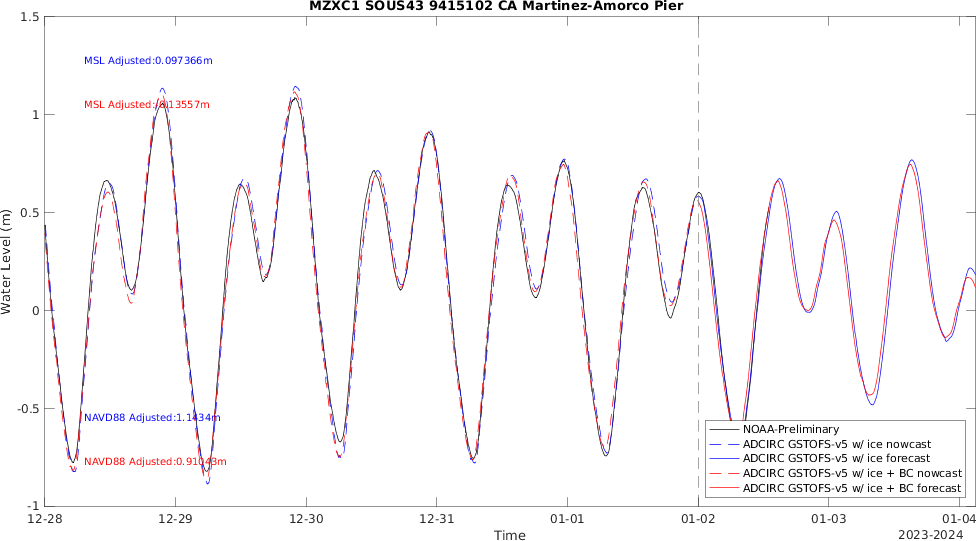 MZXC1 SOUS43 9415102 CA Martinez-Amorco Pier
1.5
MSL Adjusted:0.097366m
1
MSL Adjusted:0.13557m
0.5
Water Level (m)
0
-0.5
NAVD88 Adjusted:1.1434m
NAVD88 Adjusted:0.91043m
-1
NOAA-Preliminary
ADCIRC GSTOFS-v5 w/ ice nowcast
ADCIRC GSTOFS-v5 w/ ice forecast
ADCIRC GSTOFS-v5 w/ ice + BC nowcast
ADCIRC GSTOFS-v5 w/ ice + BC forecast
12-28 12-29 12-30 12-31 01-01 01-02 01-03 01-04
Time
2023-2024